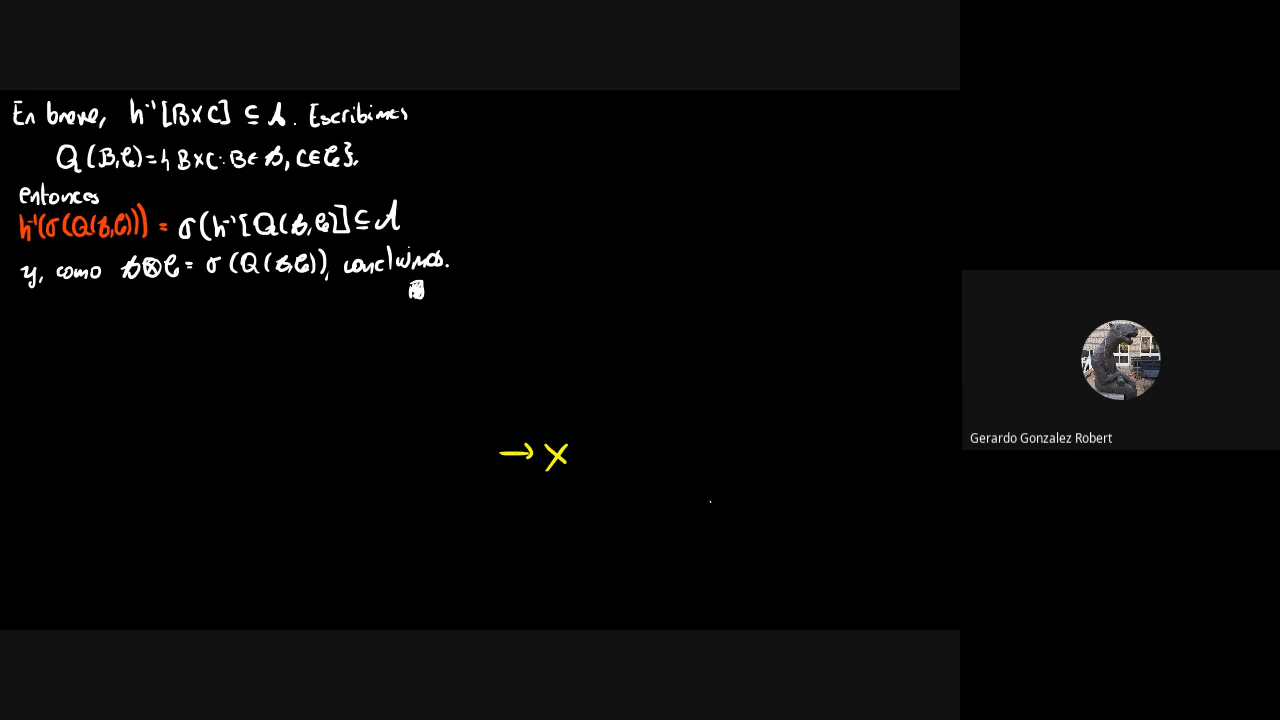 En breve, h⁻¹[B×C] ⊆ 𝒜. Escribimos
Q(ℬ,𝒞)={B×C: B∈ℬ, C∈𝒞}.
entonces
h⁻¹(σ(Q(ℬ,𝒞))) = σ(h⁻¹[Q(ℬ,𝒞)] ⊆ 𝒜
y, como ℬ⊗𝒞 = σ(Q(ℬ,𝒞)), concluimos.
→ X
Gerardo Gonzalez Robert